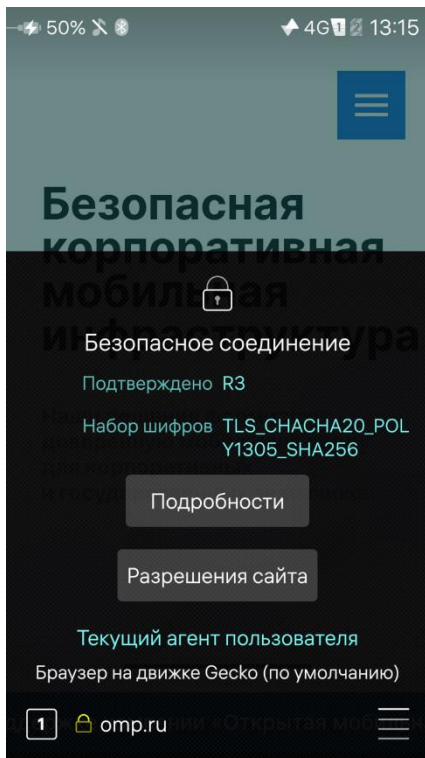 50% 4G 1 13:15
Безопасная
корпоративная
мобильная
инфраструктура
Безопасное соединение
Подтверждено R3
Набор шифров TLS_CHACHA20_POL
Y1305_SHA256
Подробности
Разрешения сайта
Текущий агент пользователя
Браузер на движке Gecko (по умолчанию)
1 omp.ru